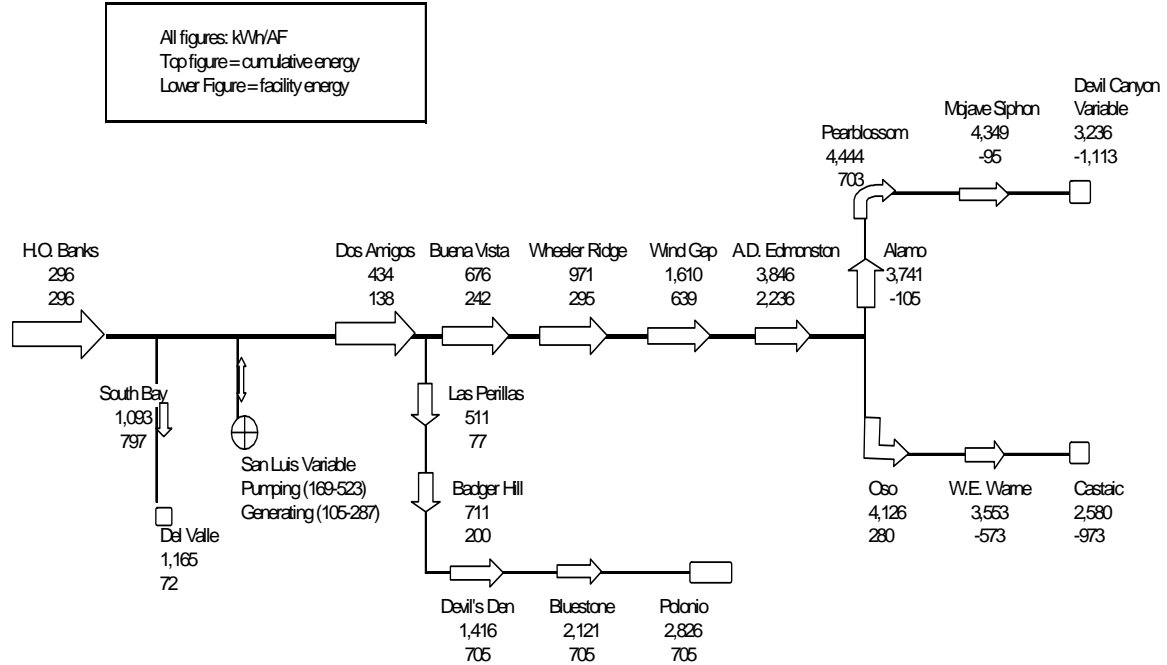 All figures: kWh/AF
Top figure = cumulative energy
Lower Figure = facility energy
Devil Canyon
Variable
3,236
-1,113
Mojave Siphon
4,349
-95
Pearblossom
4,444
703
H.O. Banks
296
296
Dos Amigos
434
138
Buena Vista
676
242
Wheeler Ridge
971
295
Wind Gap
1,610
639
A.D. Edmonston
3,846
2,236
Alamo
3,741
-105
South Bay
1,093
797
Del Valle
1,165
72
San Luis Variable
Pumping (169-523)
Generating (105-287)
Las Perillas
511
77
Badger Hill
711
200
Devil's Den
1,416
705
Bluestone
2,121
705
Polonio
2,826
705
Oso
4,126
280
W.E. Warne
3,553
-573
Castaic
2,580
-973